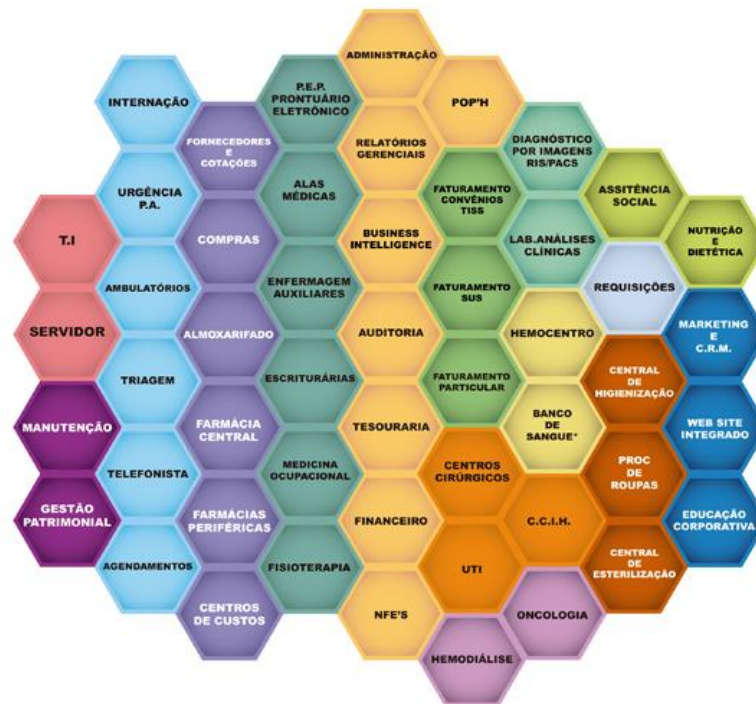 T.I
SERVIDOR
MANUTENÇÃO
GESTÃO
PATRIMONIAL
INTERNAÇÃO
URGÊNCIA
P.A.
AMBULATÓRIOS
TRIAGEM
TELEFONISTA
AGENDAMENTOS
FORNECEDORES
E
COTAÇÕES
COMPRAS
ALMOXARIFADO
FARMÁCIA
CENTRAL
FARMÁCIAS
PERIFÉRICAS
CENTROS
DE CUSTOS
P.E.P.
PRONTUÁRIO
ELETRÔNICO
ALAS
MÉDICAS
ENFERMAGEM
AUXILIARES
ESCRITURÁRIAS
MEDICINA
OCUPACIONAL
FISIOTERAPIA
ADMINISTRAÇÃO
RELATÓRIOS
GERENCIAIS
BUSINESS
INTELLIGENCE
AUDITORIA
TESOURARIA
FINANCEIRO
NFE'S
POP'H
FATURAMENTO
CONVÊNIOS
TISS
FATURAMENTO
SUS
FATURAMENTO
PARTICULAR
CENTROS
CIRÚRGICOS
UTI
HEMODIÁLISE
DIAGNÓSTICO
POR IMAGENS
RIS/PACS
LAB.ANÁLISES
CLÍNICAS
HEMOCENTRO
BANCO
DE
SANGUE*
C.C.I.H.
ONCOLOGIA
ASSITÊNCIA
SOCIAL
REQUISIÇÕES
CENTRAL
DE
HIGIENIZAÇÃO
PROC
DE
ROUPAS
CENTRAL
DE
ESTERILIZAÇÃO
NUTRIÇÃO
E
DIETÉTICA
MARKETING
E
C.R.M.
WEB SITE
INTEGRADO
EDUCAÇÃO
CORPORATIVA